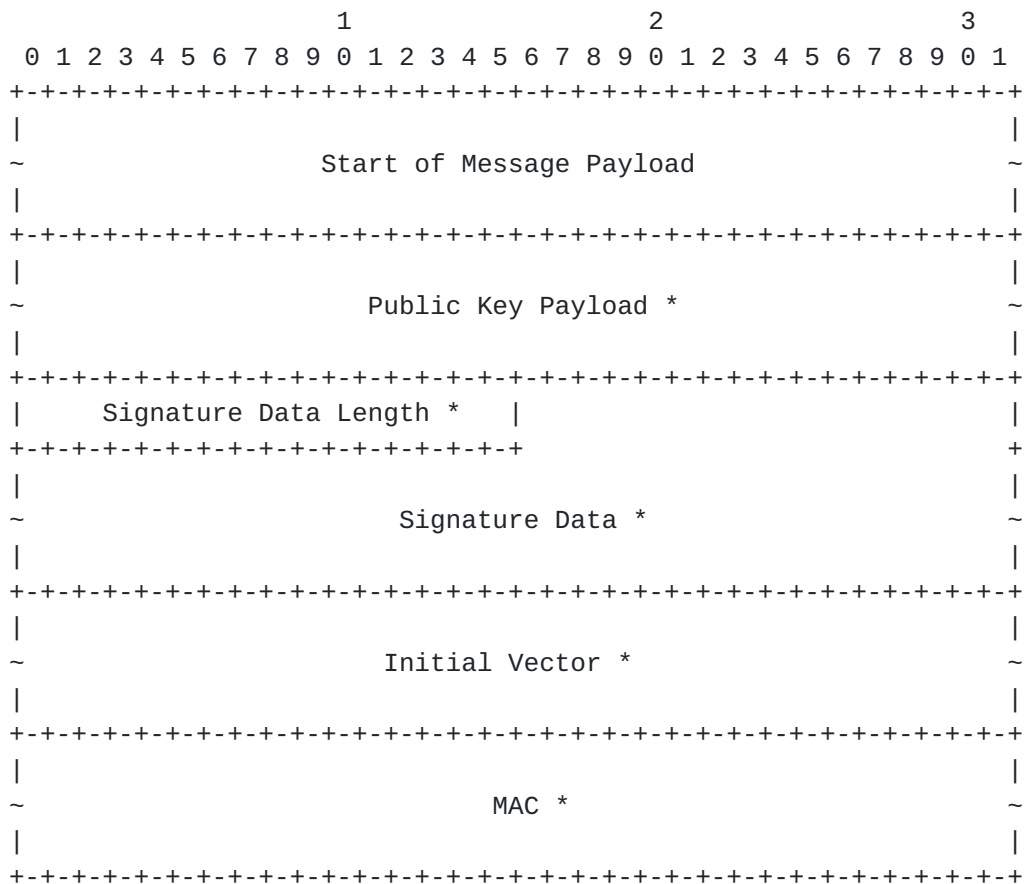 1                   2                   3
 0 1 2 3 4 5 6 7 8 9 0 1 2 3 4 5 6 7 8 9 0 1 2 3 4 5 6 7 8 9 0 1
+-+-+-+-+-+-+-+-+-+-+-+-+-+-+-+-+-+-+-+-+-+-+-+-+-+-+-+-+-+-+-+-+
|                                                               |
~                   Start of Message Payload                    ~
|                                                               |
+-+-+-+-+-+-+-+-+-+-+-+-+-+-+-+-+-+-+-+-+-+-+-+-+-+-+-+-+-+-+-+-+
|                                                               |
~                      Public Key Payload *                     ~
|                                                               |
+-+-+-+-+-+-+-+-+-+-+-+-+-+-+-+-+-+-+-+-+-+-+-+-+-+-+-+-+-+-+-+-+
|     Signature Data Length *   |                               |
+-+-+-+-+-+-+-+-+-+-+-+-+-+-+-+-+                               +
|                                                               |
~                        Signature Data *                       ~
|                                                               |
+-+-+-+-+-+-+-+-+-+-+-+-+-+-+-+-+-+-+-+-+-+-+-+-+-+-+-+-+-+-+-+-+
|                                                               |
~                       Initial Vector *                        ~
|                                                               |
+-+-+-+-+-+-+-+-+-+-+-+-+-+-+-+-+-+-+-+-+-+-+-+-+-+-+-+-+-+-+-+-+
|                                                               |
~                              MAC *                            ~
|                                                               |
+-+-+-+-+-+-+-+-+-+-+-+-+-+-+-+-+-+-+-+-+-+-+-+-+-+-+-+-+-+-+-+-+